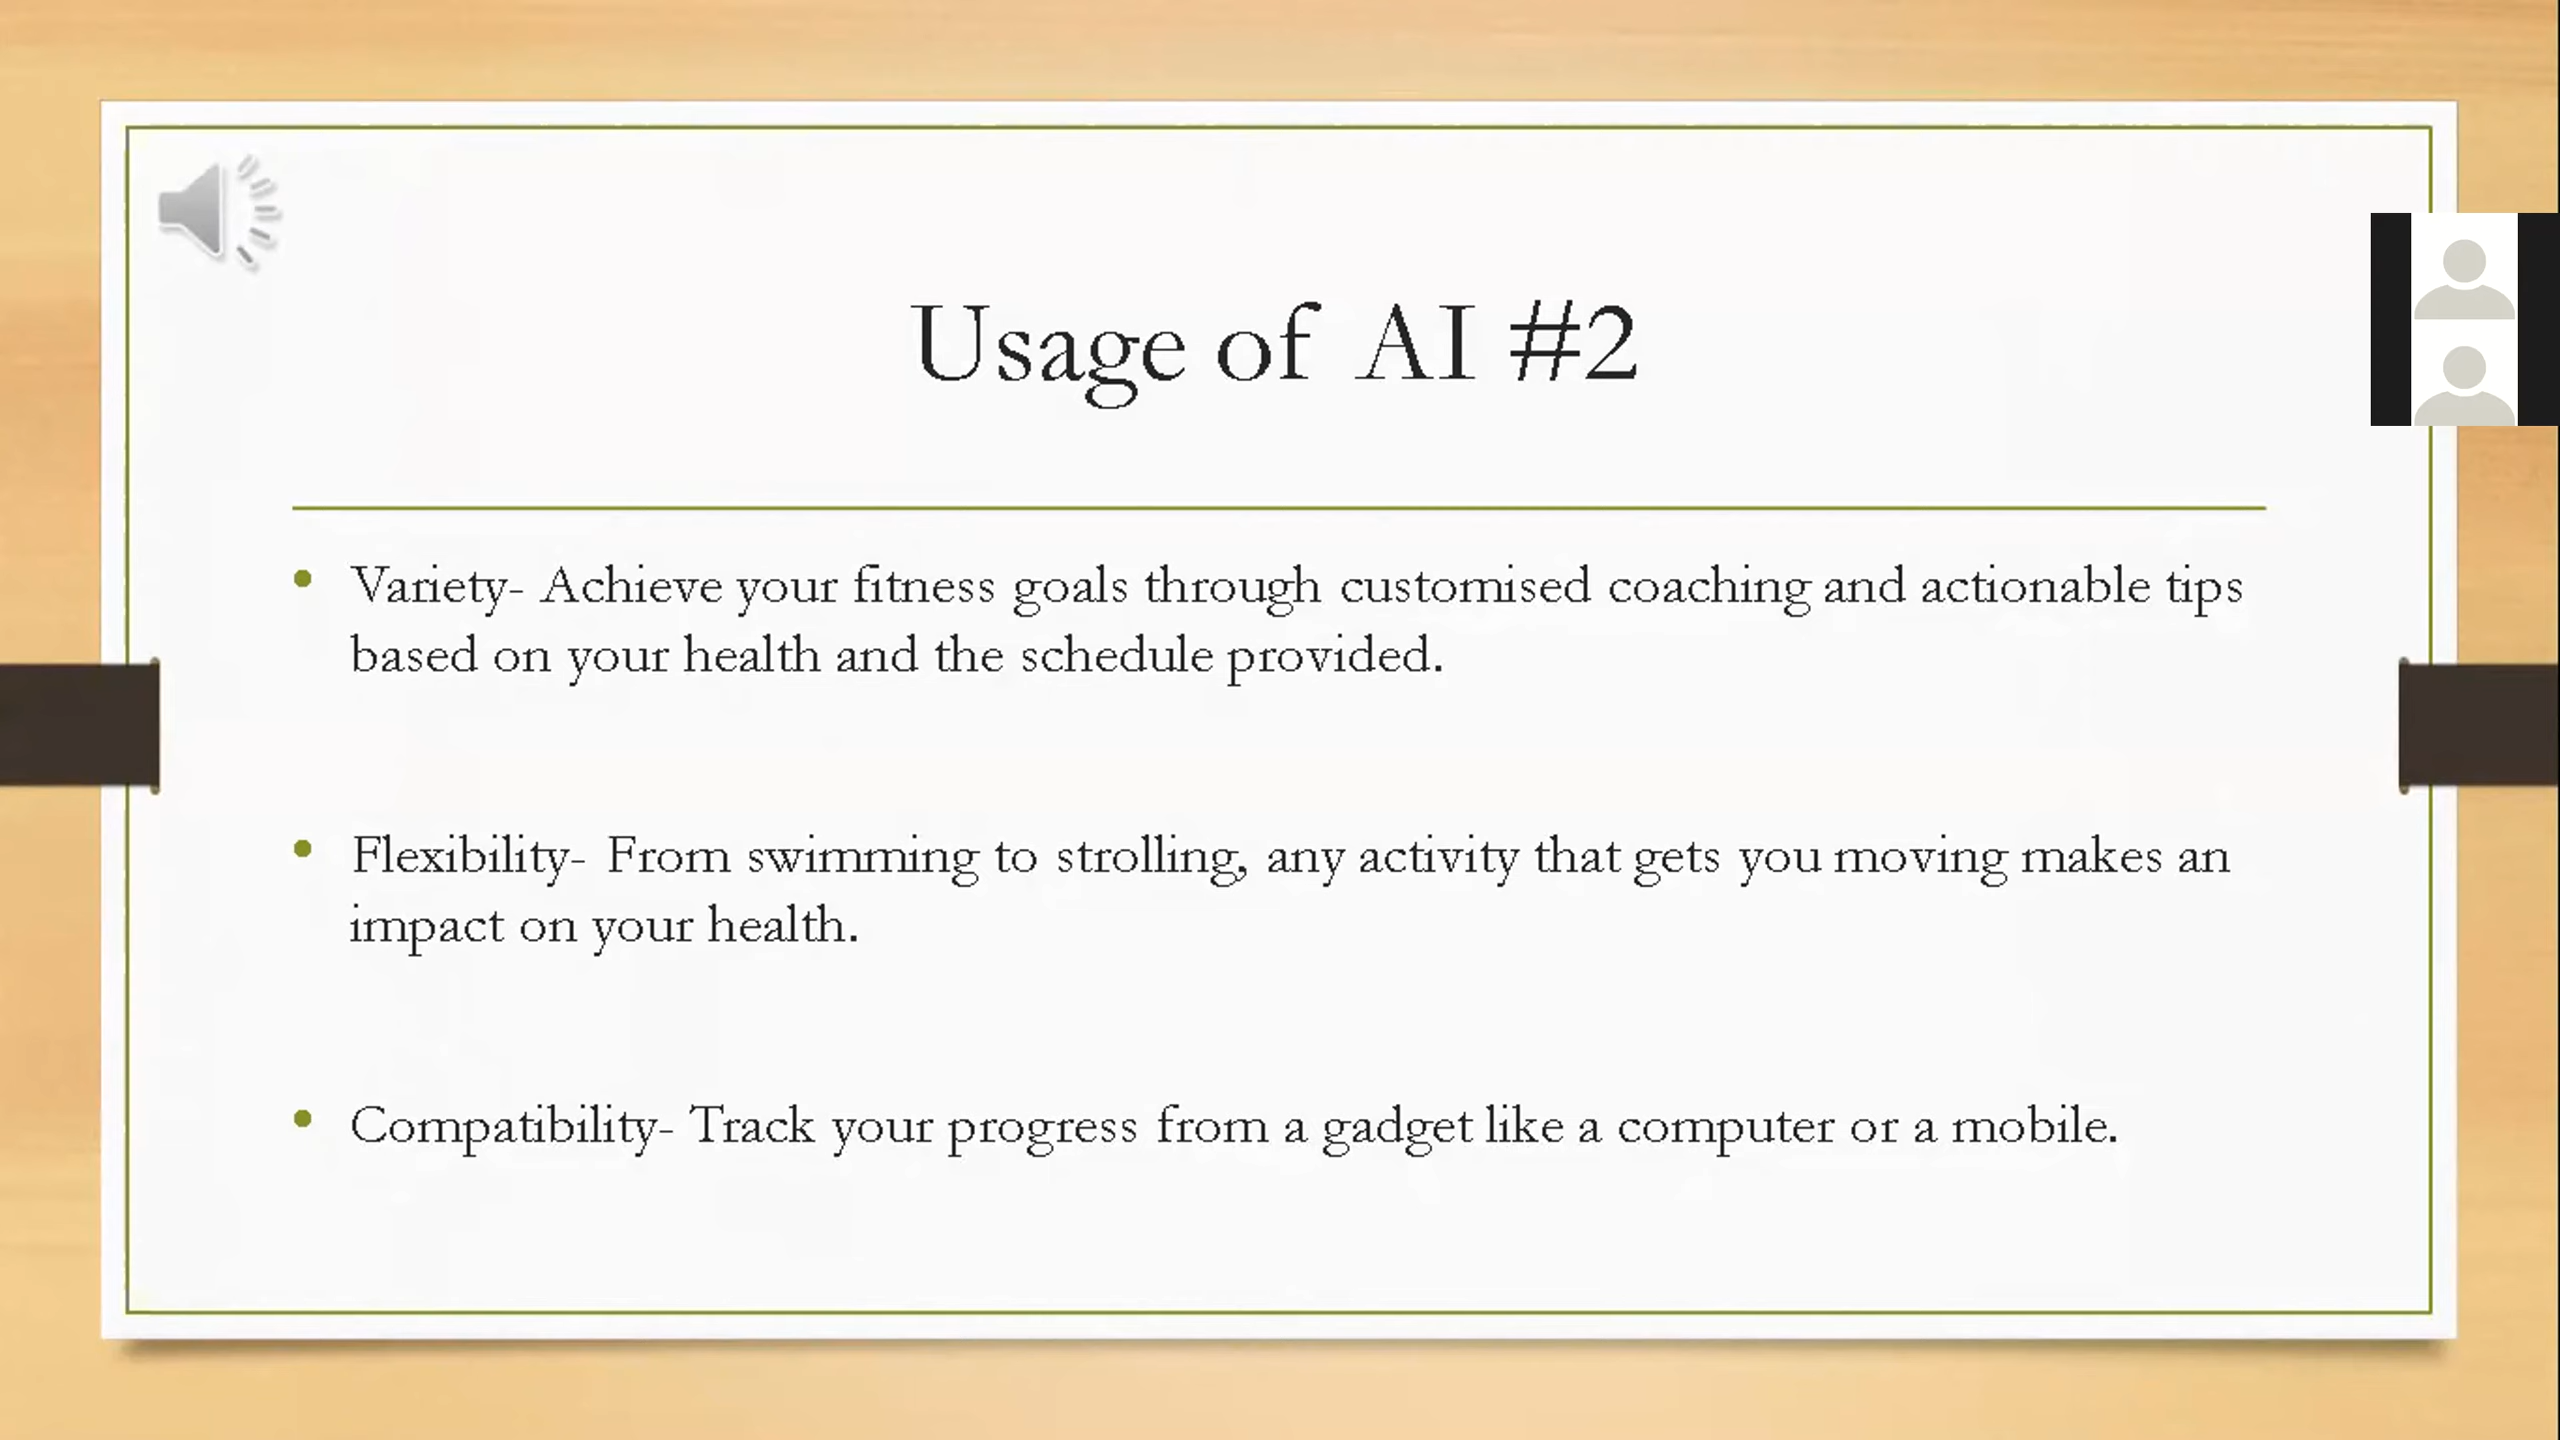 Usage of AI #2
• Variety- Achieve your fitness goals through customised coaching and actionable tips
based on your health and the schedule provided.
• Flexibility- From swimming to strolling, any activity that gets you moving makes an
impact on your health.
• Compatibility- Track your progress from a gadget like a computer or a mobile.